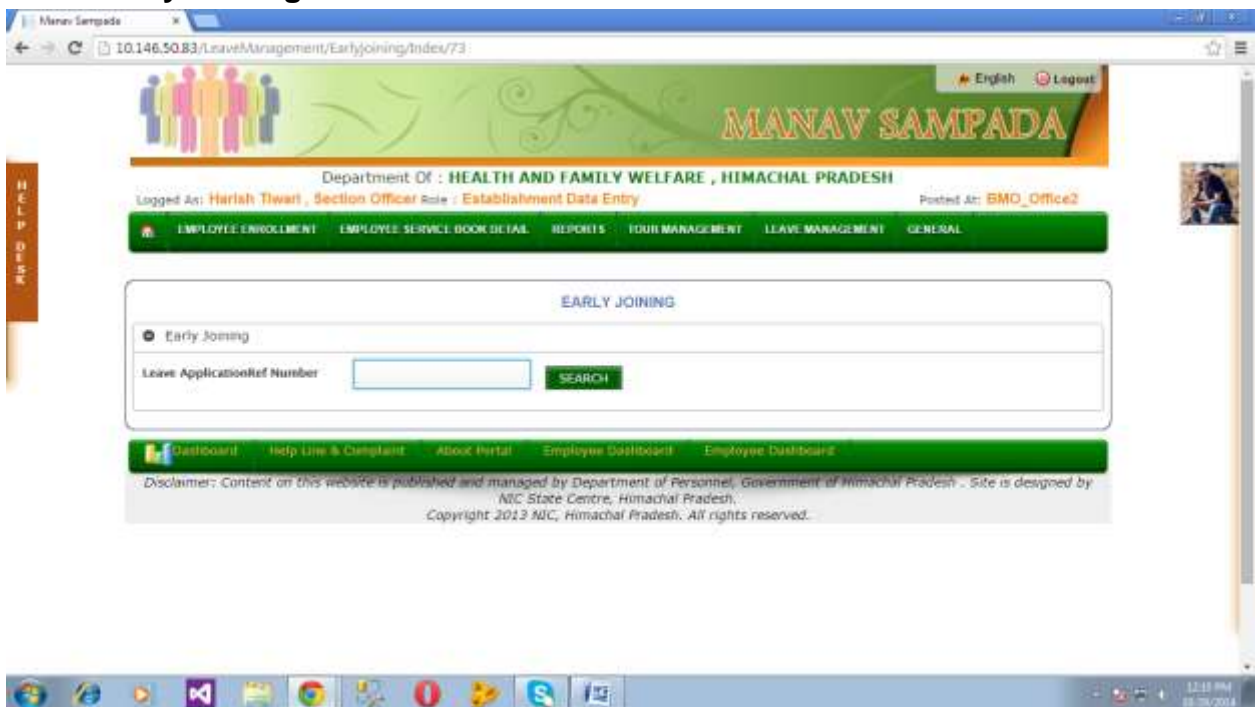 Manav Sampada
10.146.50.83/LeaveManagement/Earlyjoining/Index/73
English Logout
MANAV SAMPADA
Department Of : HEALTH AND FAMILY WELFARE , HIMACHAL PRADESH
Logged As: Harish Tiwari , Section Officer Role : Establishment Data Entry Posted At: BMO_Office2
HELP DESK
EMPLOYEE ENROLLMENT EMPLOYEE SERVICE BOOK DETAIL REPORTS TOUR MANAGEMENT LEAVE MANAGEMENT GENERAL
EARLY JOINING
Early Joining
Leave ApplicationRef Number SEARCH
Dashboard Help Line & Complaint About Portal Employee Dashboard Employee Dashboard
Disclaimer: Content on this website is published and managed by Department of Personnel, Government of Himachal Pradesh . Site is designed by
NIC State Centre, Himachal Pradesh.
Copyright 2013 NIC, Himachal Pradesh. All rights reserved.